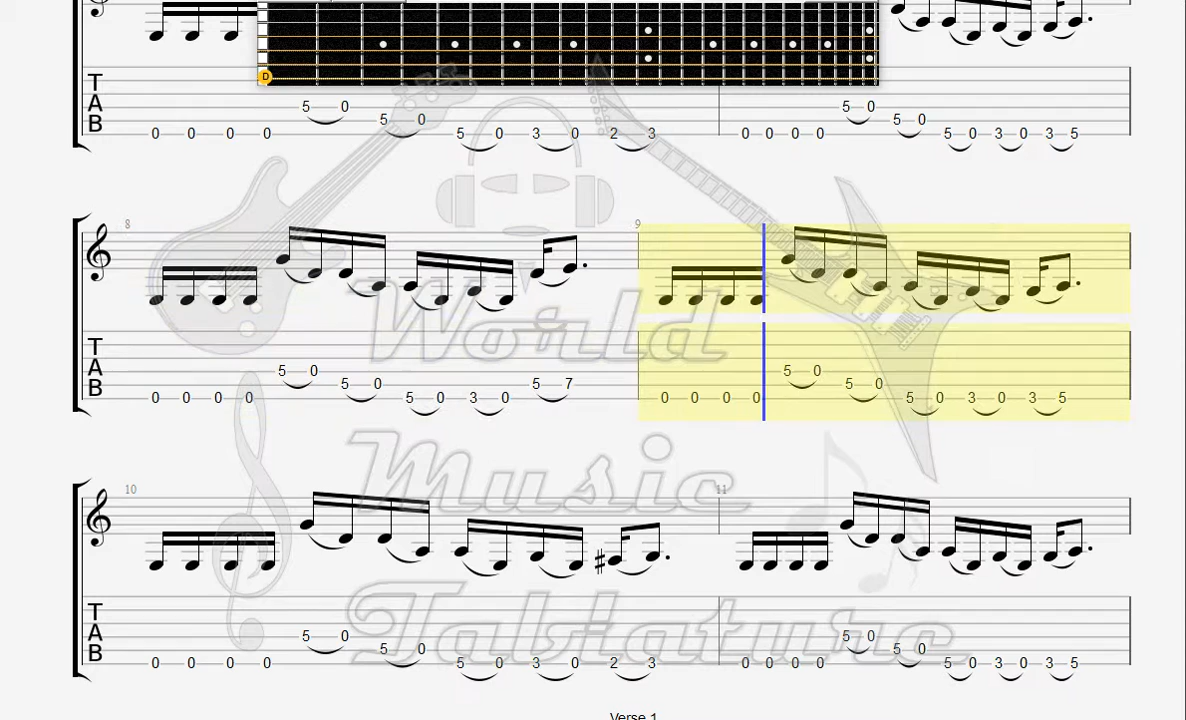 D
T
A
B
5 0 5 0
5 0 5 0
0 0 0 0 5 0 3 0 2 3 0 0 0 0 5 0 3 0 3 5
8 9
T
A
B
World
5 0 5 0
5 0 5 7 5 0
0 0 0 0 5 0 3 0 0 0 0 0 5 0 3 0 3 5
Music
10 11
T
A
B
Tablature
5 0 5 0
5 0 5 0
0 0 0 0 5 0 3 0 2 3 0 0 0 0 5 0 3 0 3 5
Verse 1